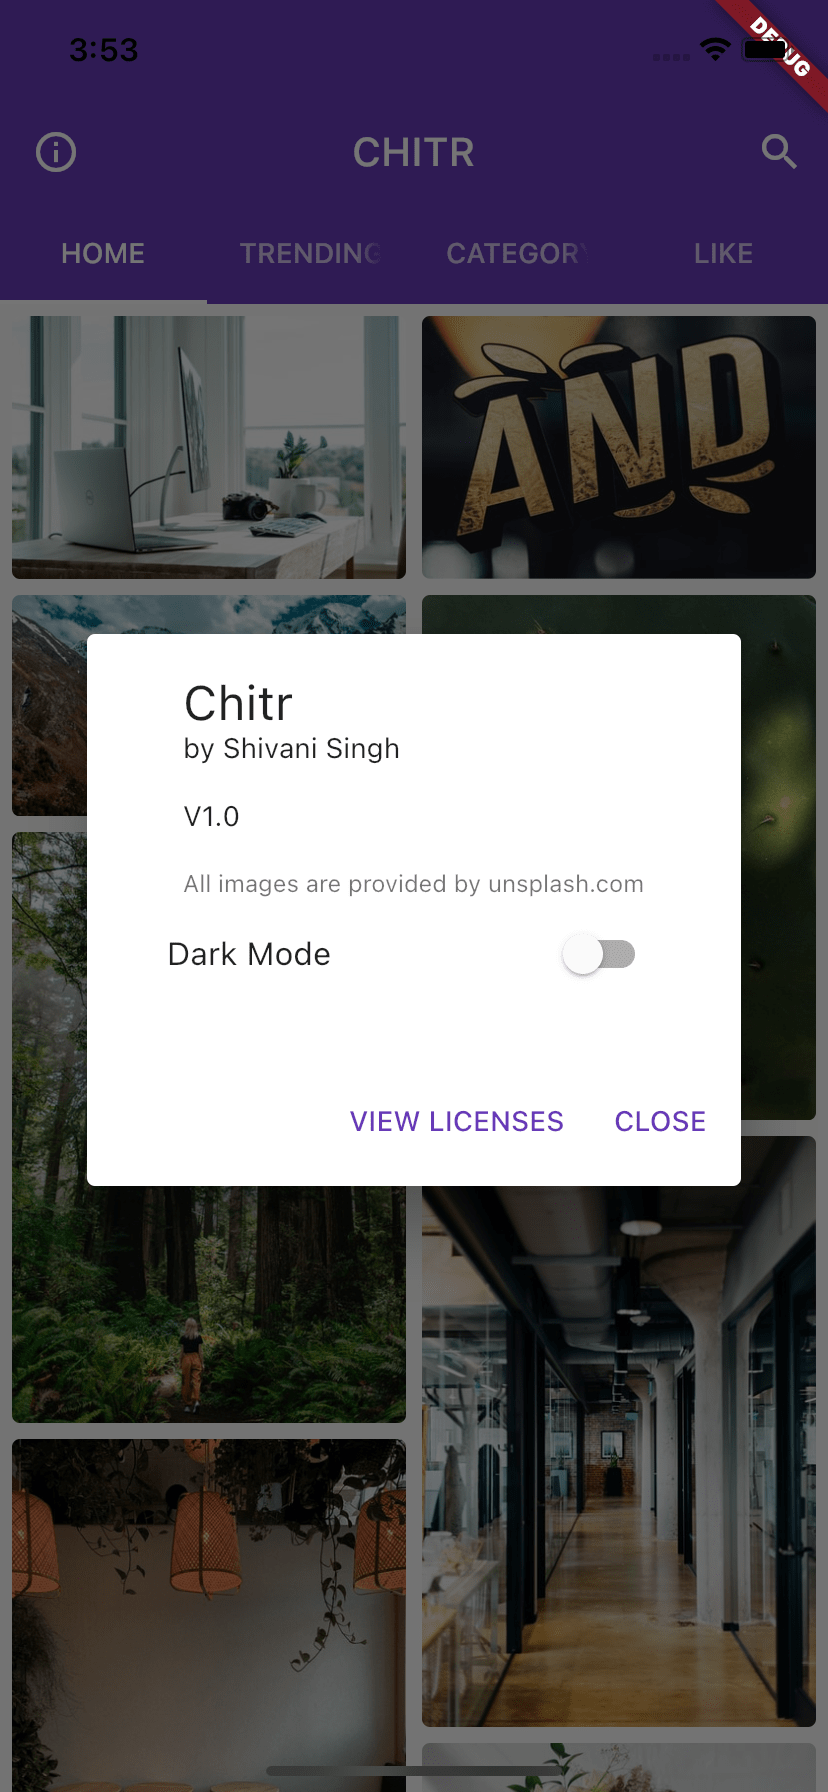 3:53
DEBUG
CHITR
HOME TRENDING CATEGORY LIKE
AND
Chitr
by Shivani Singh
V1.0
All images are provided by unsplash.com
Dark Mode
VIEW LICENSES CLOSE